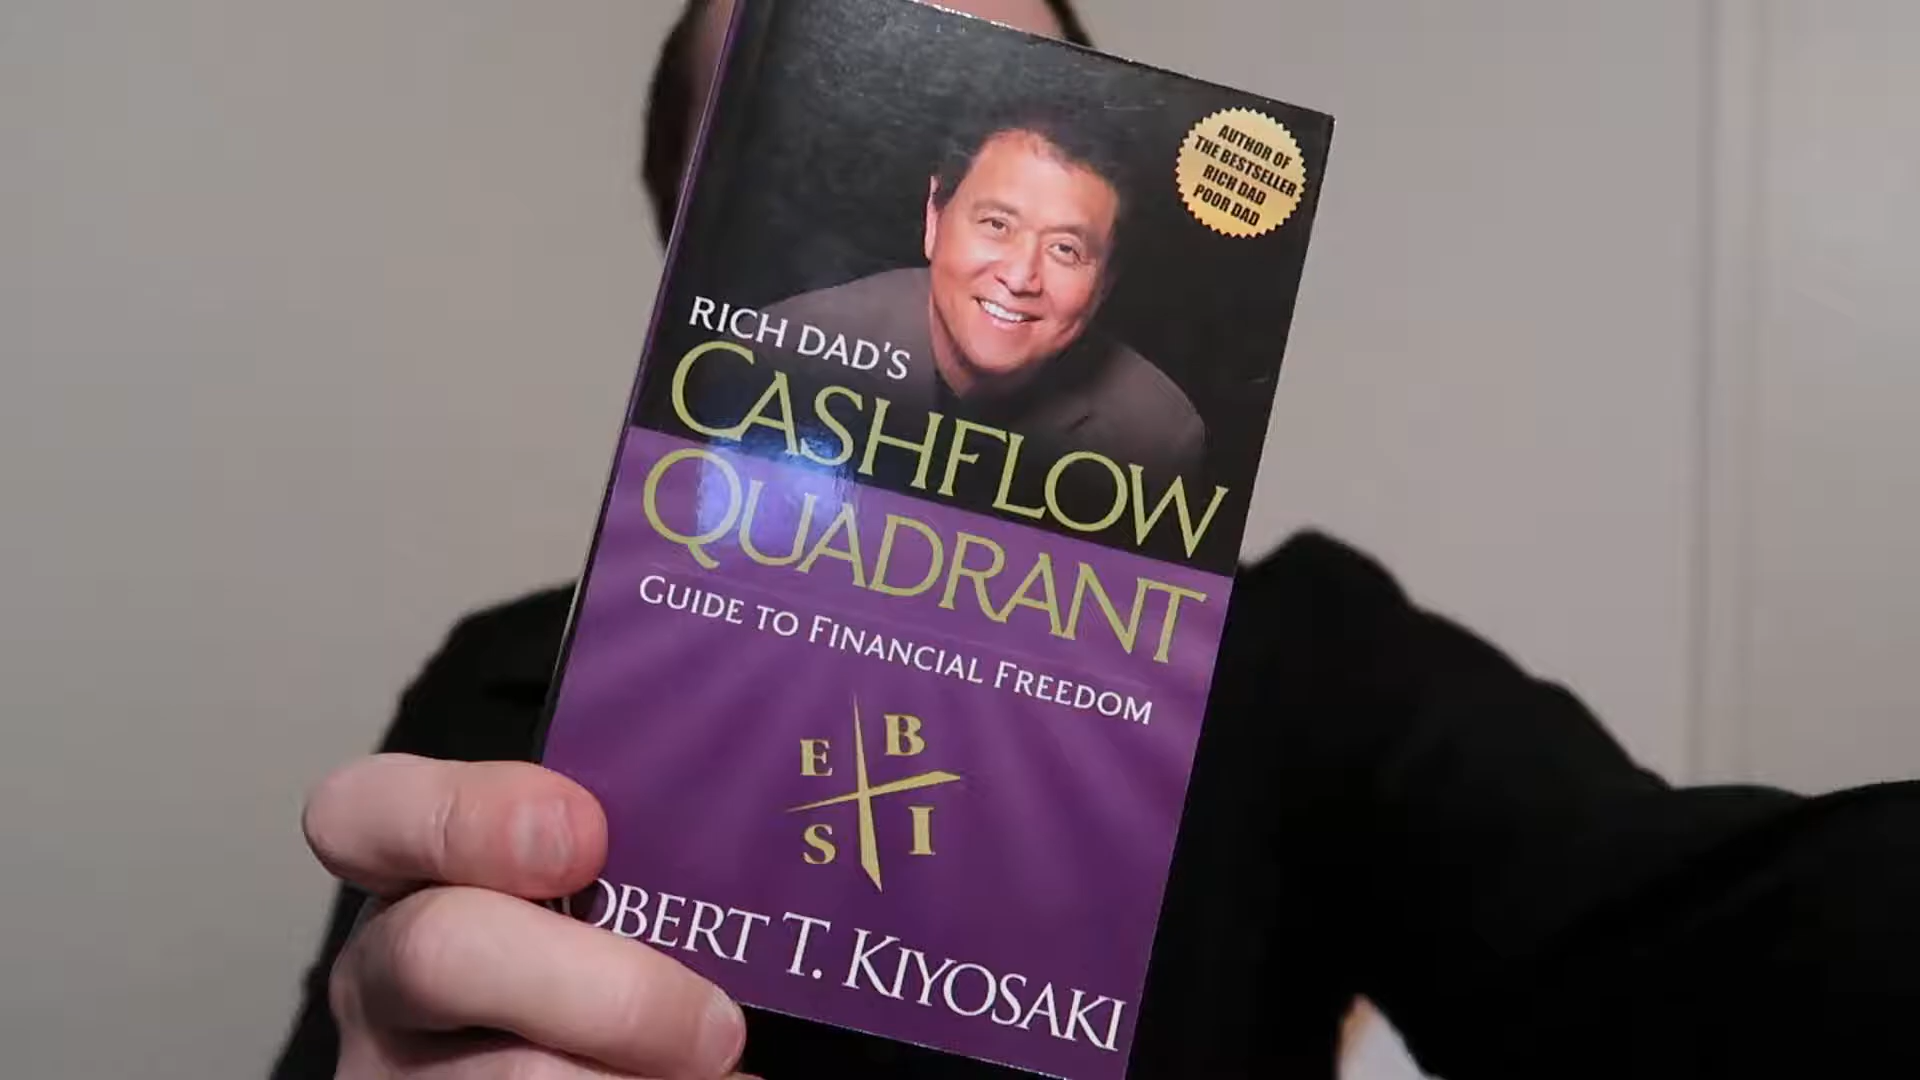 AUTHOR OF
THE BESTSELLER
RICH DAD
POOR DAD
RICH DAD'S
CASHFLOW
QUADRANT
GUIDE TO FINANCIAL FREEDOM
E B
S I
OBERT T. KIYOSAKI